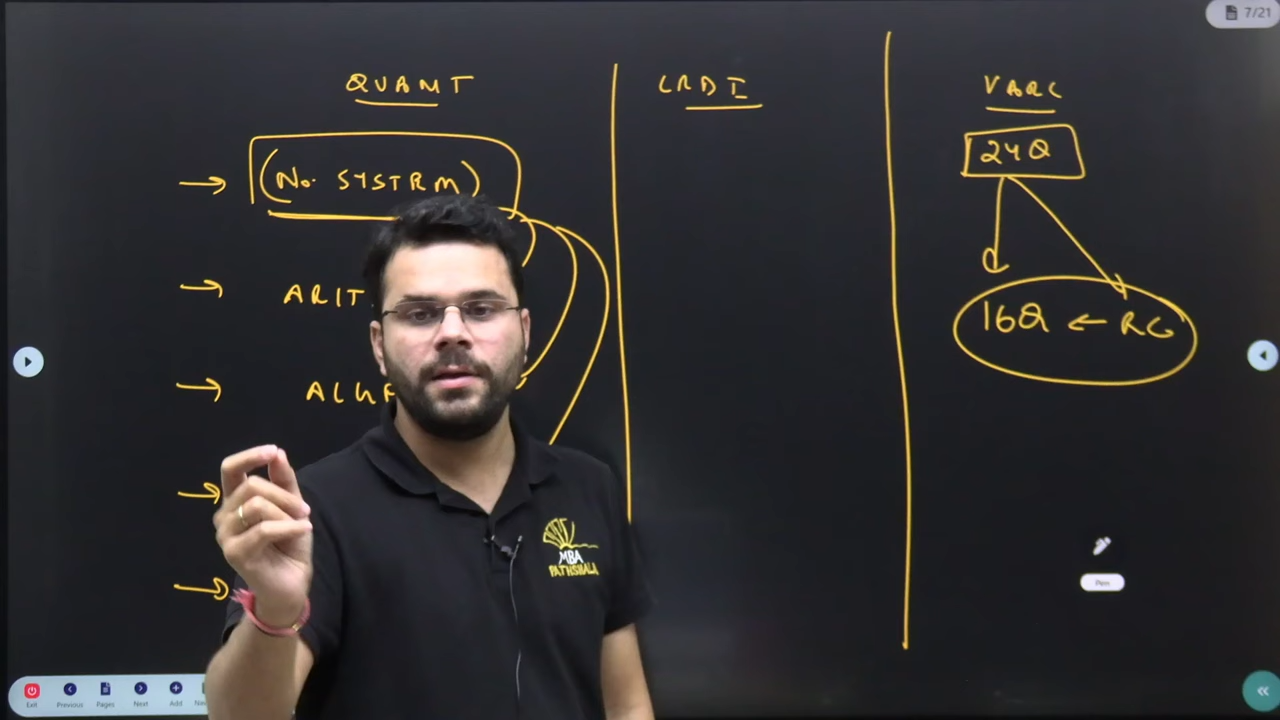 7/21
QUANT
LRDI
VARC
24Q
(No. SYSTEM)
ARIT
16Q ← RC
ALGE
MBA
PATHSHALA
Pen
Exit
Previous
Pages
Next
Add